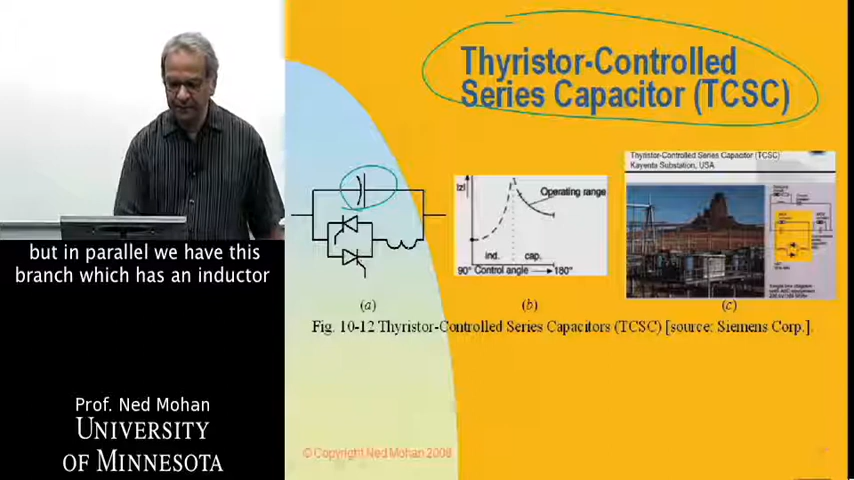 Thyristor-Controlled
Series Capacitor (TCSC)
Thyristor-Controlled Series Capacitor (TCSC)
Kayenta Substation, USA
|z|
Operating range
ind.
cap.
90° Control angle 180°
(a)
(b)
(c)
Fig. 10-12 Thyristor-Controlled Series Capacitors (TCSC) [source: Siemens Corp.].
but in parallel we have this
branch which has an inductor
Prof. Ned Mohan
UNIVERSITY
OF MINNESOTA
© Copyright Ned Mohan 2008